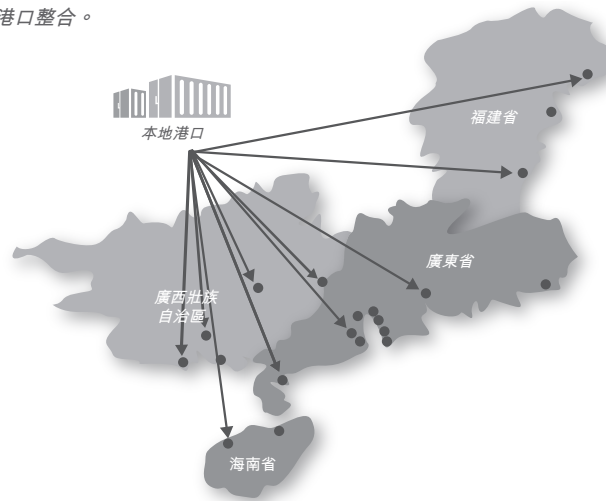 港口整合。
本地港口
福建省
廣東省
廣西壯族
自治區
海南省